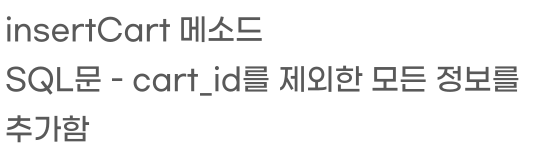 insertCart 메소드
SQL문 - cart_id를 제외한 모든 정보를
추가함